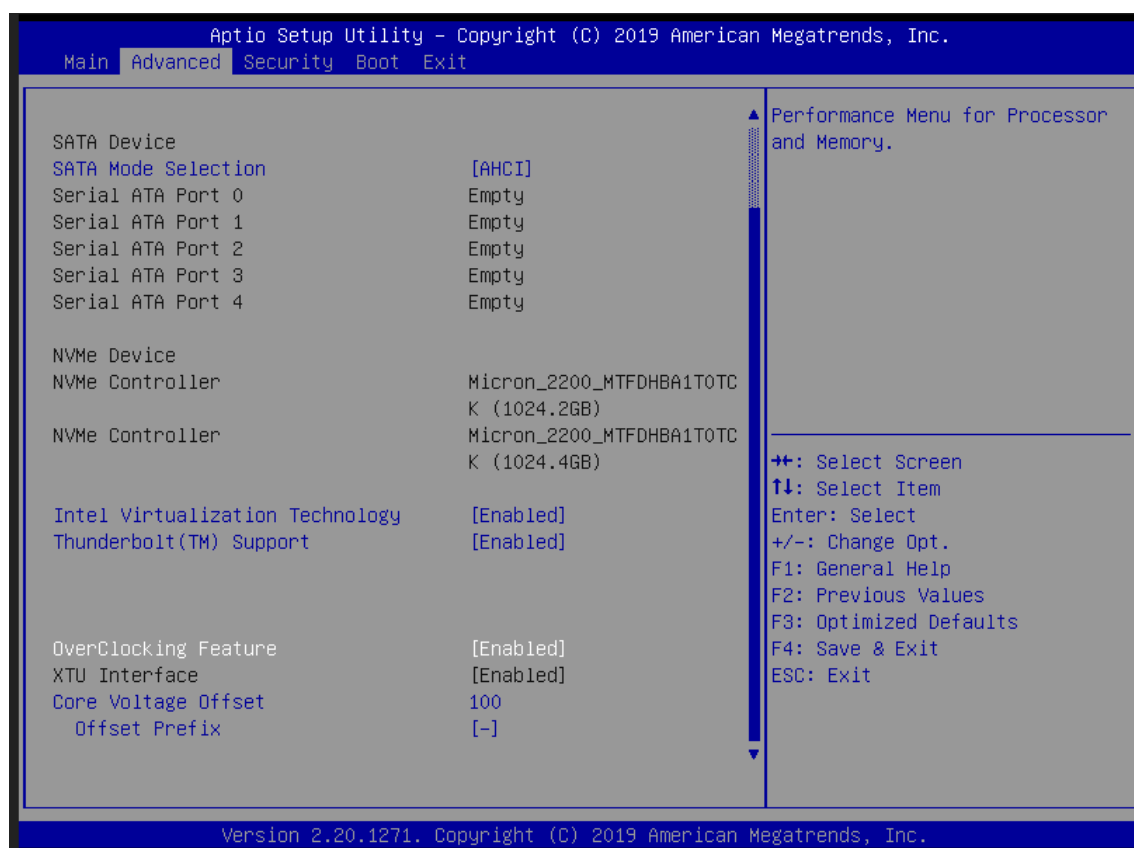 Aptio Setup Utility – Copyright (C) 2019 American Megatrends, Inc.
Main Advanced Security Boot Exit
SATA Device
SATA Mode Selection [AHCI]
Serial ATA Port 0 Empty
Serial ATA Port 1 Empty
Serial ATA Port 2 Empty
Serial ATA Port 3 Empty
Serial ATA Port 4 Empty
NVMe Device
NVMe Controller Micron_2200_MTFDHBA1T0TC
K (1024.2GB)
NVMe Controller Micron_2200_MTFDHBA1T0TC
K (1024.4GB)
Intel Virtualization Technology [Enabled]
Thunderbolt(TM) Support [Enabled]
OverClocking Feature [Enabled]
XTU Interface [Enabled]
Core Voltage Offset 100
Offset Prefix [-]
Performance Menu for Processor
and Memory.
→←: Select Screen
↑↓: Select Item
Enter: Select
+/-: Change Opt.
F1: General Help
F2: Previous Values
F3: Optimized Defaults
F4: Save & Exit
ESC: Exit
Version 2.20.1271. Copyright (C) 2019 American Megatrends, Inc.